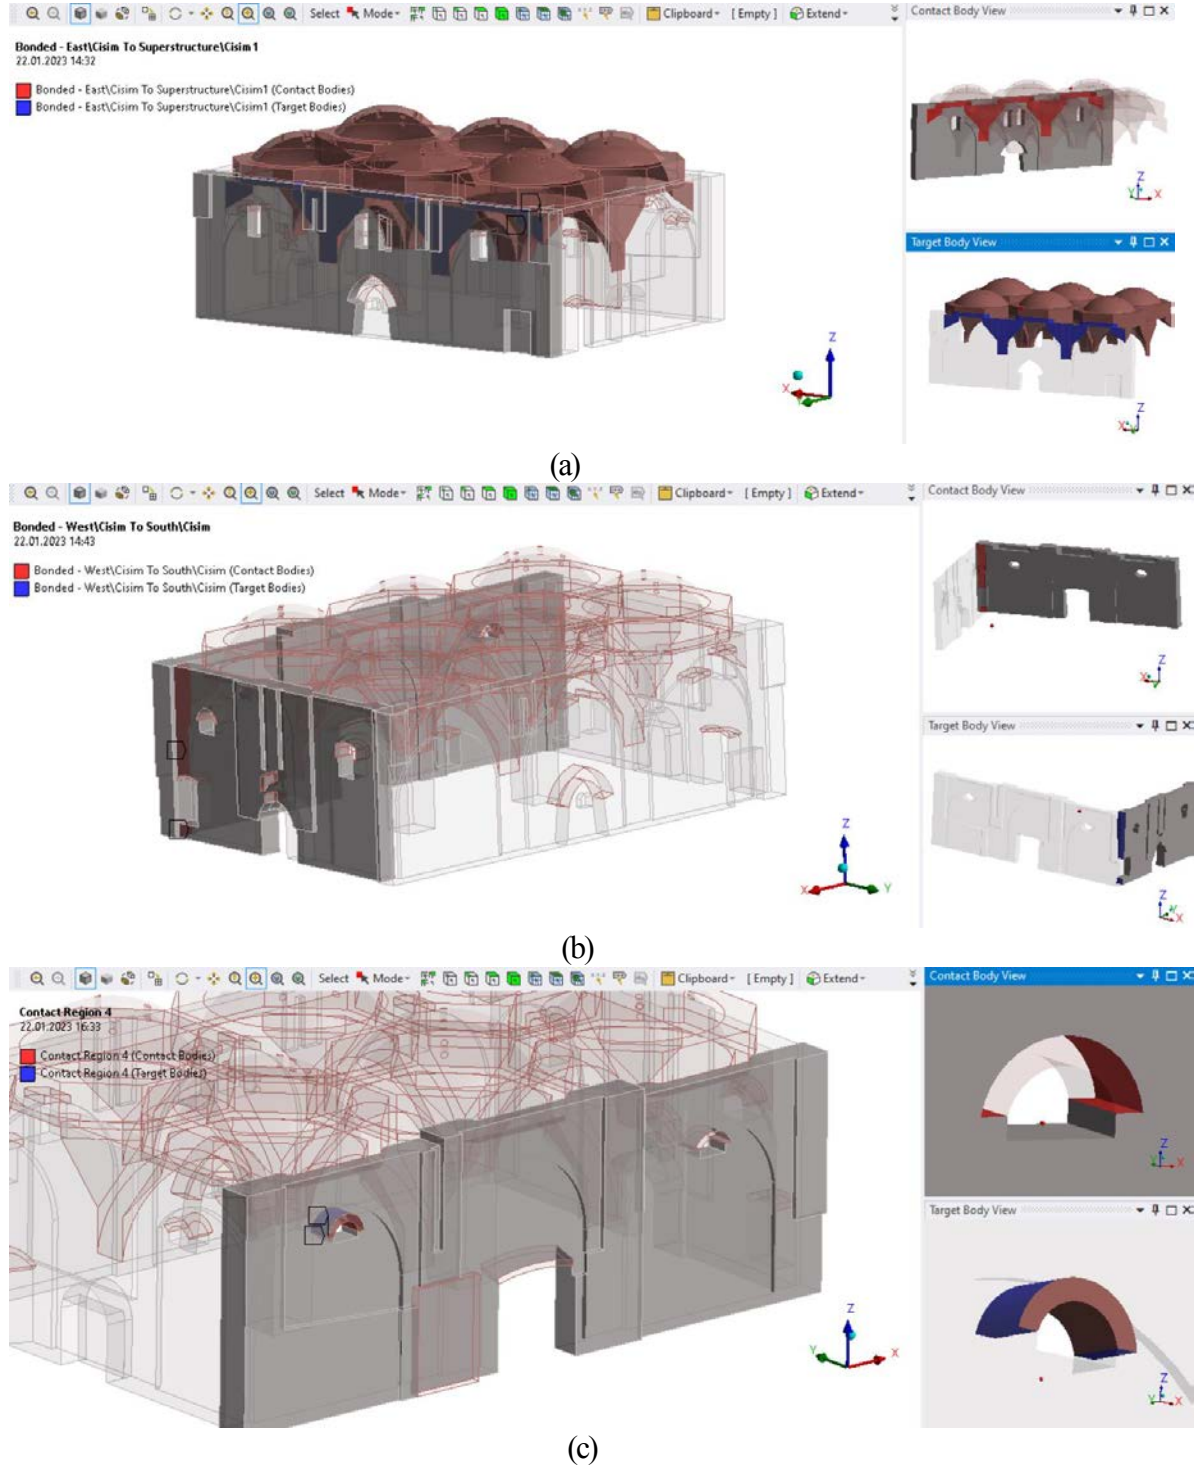 Select Mode Clipboard [ Empty ] Extend
Contact Body View
Bonded - East\Cisim To Superstructure\Cisim1
22.01.2023 14:32
Bonded - East\Cisim To Superstructure\Cisim1 (Contact Bodies)
Bonded - East\Cisim To Superstructure\Cisim1 (Target Bodies)
Z
Y X
Target Body View
Z
X
Z
X
(a)
Select Mode Clipboard [ Empty ] Extend
Contact Body View
Bonded - West\Cisim To South\Cisim
22.01.2023 14:43
Bonded - West\Cisim To South\Cisim (Contact Bodies)
Bonded - West\Cisim To South\Cisim (Target Bodies)
Z
X
Target Body View
Z
X Y
Z
Y
X
(b)
Select Mode Clipboard [ Empty ] Extend
Contact Body View
Contact Region 4
22.01.2023 16:33
Contact Region 4 (Contact Bodies)
Contact Region 4 (Target Bodies)
Z
Y X
Target Body View
Z
Y X
Z
Y X
(c)